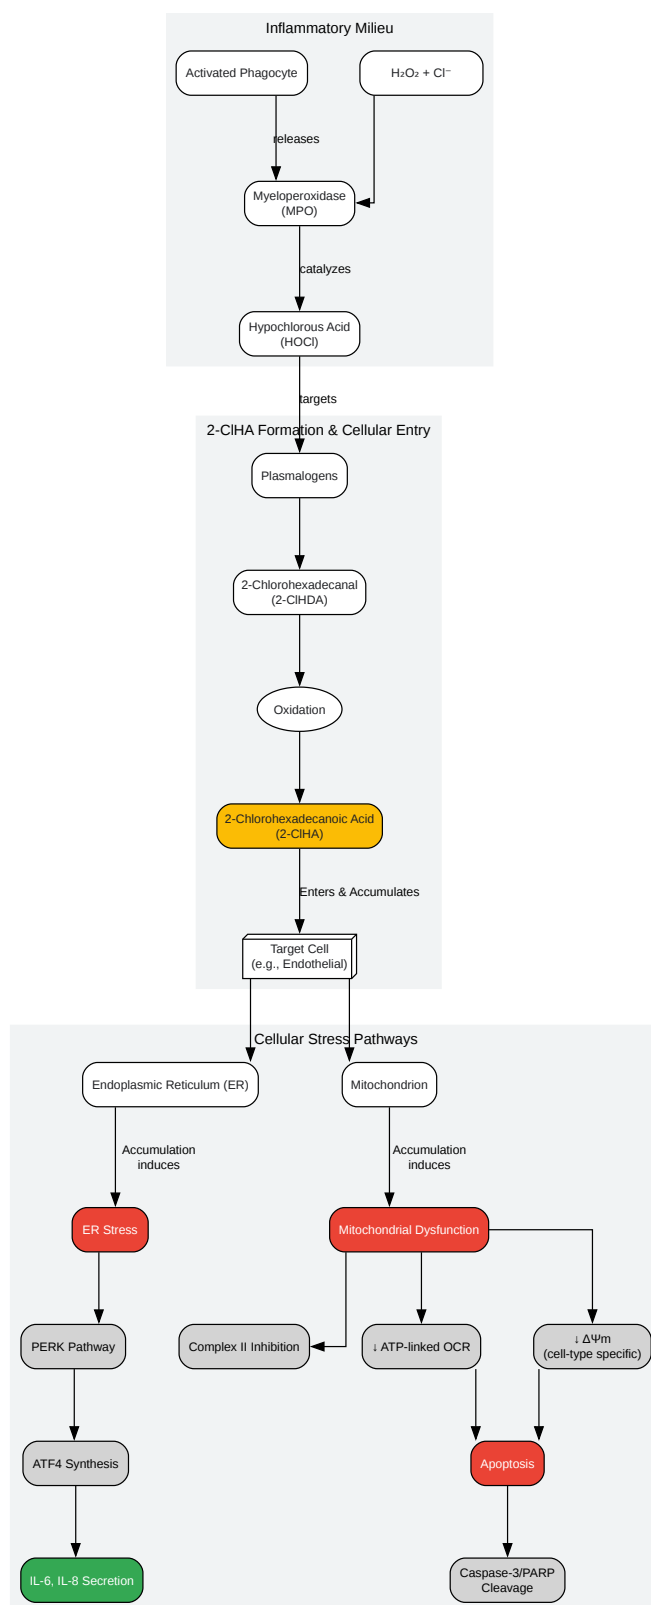 Inflammatory Milieu
Activated Phagocyte
H₂O₂ + Cl⁻
releases
Myeloperoxidase
(MPO)
catalyzes
Hypochlorous Acid
(HOCl)
targets
2-ClHA Formation & Cellular Entry
Plasmalogens
2-Chlorohexadecanal
(2-ClHDA)
Oxidation
2-Chlorohexadecanoic Acid
(2-ClHA)
Enters & Accumulates
Target Cell
(e.g., Endothelial)
Cellular Stress Pathways
Endoplasmic Reticulum (ER)
Mitochondrion
Accumulation
induces
Accumulation
induces
ER Stress
Mitochondrial Dysfunction
PERK Pathway
Complex II Inhibition
↓ ATP-linked OCR
↓ ΔΨm
(cell-type specific)
ATF4 Synthesis
Apoptosis
IL-6, IL-8 Secretion
Caspase-3/PARP
Cleavage